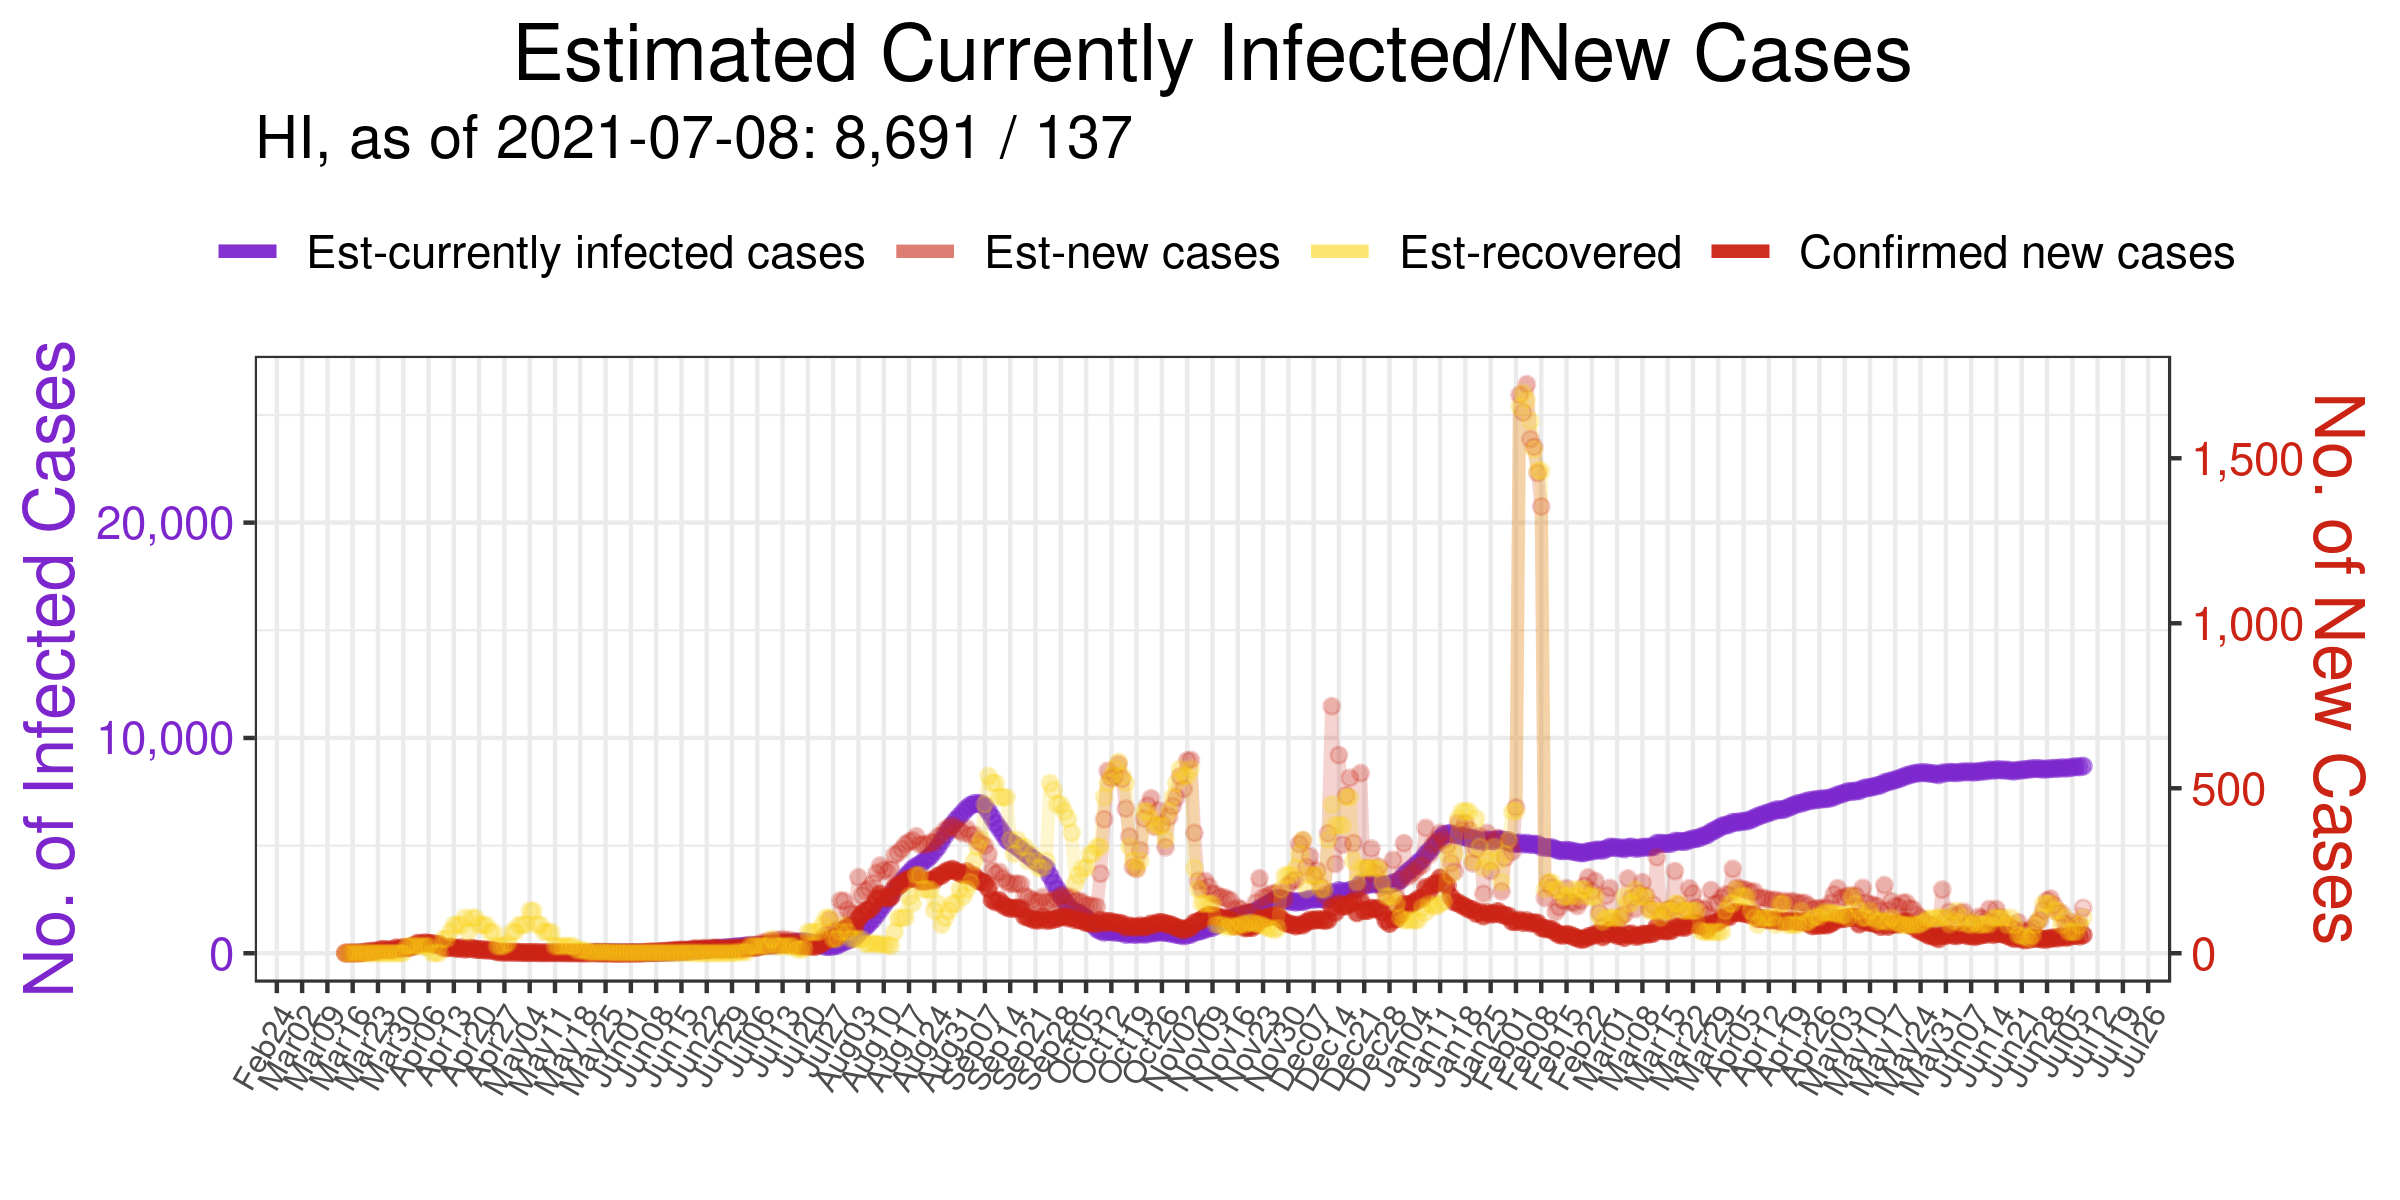 Estimated Currently Infected/New Cases
HI, as of 2021-07-08: 8,691 / 137
Est-currently infected cases
Est-new cases
Est-recovered
Confirmed new cases
No. of Infected Cases
20,000
10,000
0
No. of New Cases
1,500
1,000
500
0
Feb24
Mar02
Mar09
Mar16
Mar23
Mar30
Apr06
Apr13
Apr20
Apr27
May04
May11
May18
May25
Jun01
Jun08
Jun15
Jun22
Jun29
Jul06
Jul13
Jul20
Jul27
Aug03
Aug10
Aug17
Aug24
Aug31
Sep07
Sep14
Sep21
Sep28
Oct05
Oct12
Oct19
Oct26
Nov02
Nov09
Nov16
Nov23
Nov30
Dec07
Dec14
Dec21
Dec28
Jan04
Jan11
Jan18
Jan25
Feb01
Feb08
Feb15
Feb22
Mar01
Mar08
Mar15
Mar22
Mar29
Apr05
Apr12
Apr19
Apr26
May03
May10
May17
May24
May31
Jun07
Jun14
Jun21
Jun28
Jul05
Jul12
Jul19
Jul26